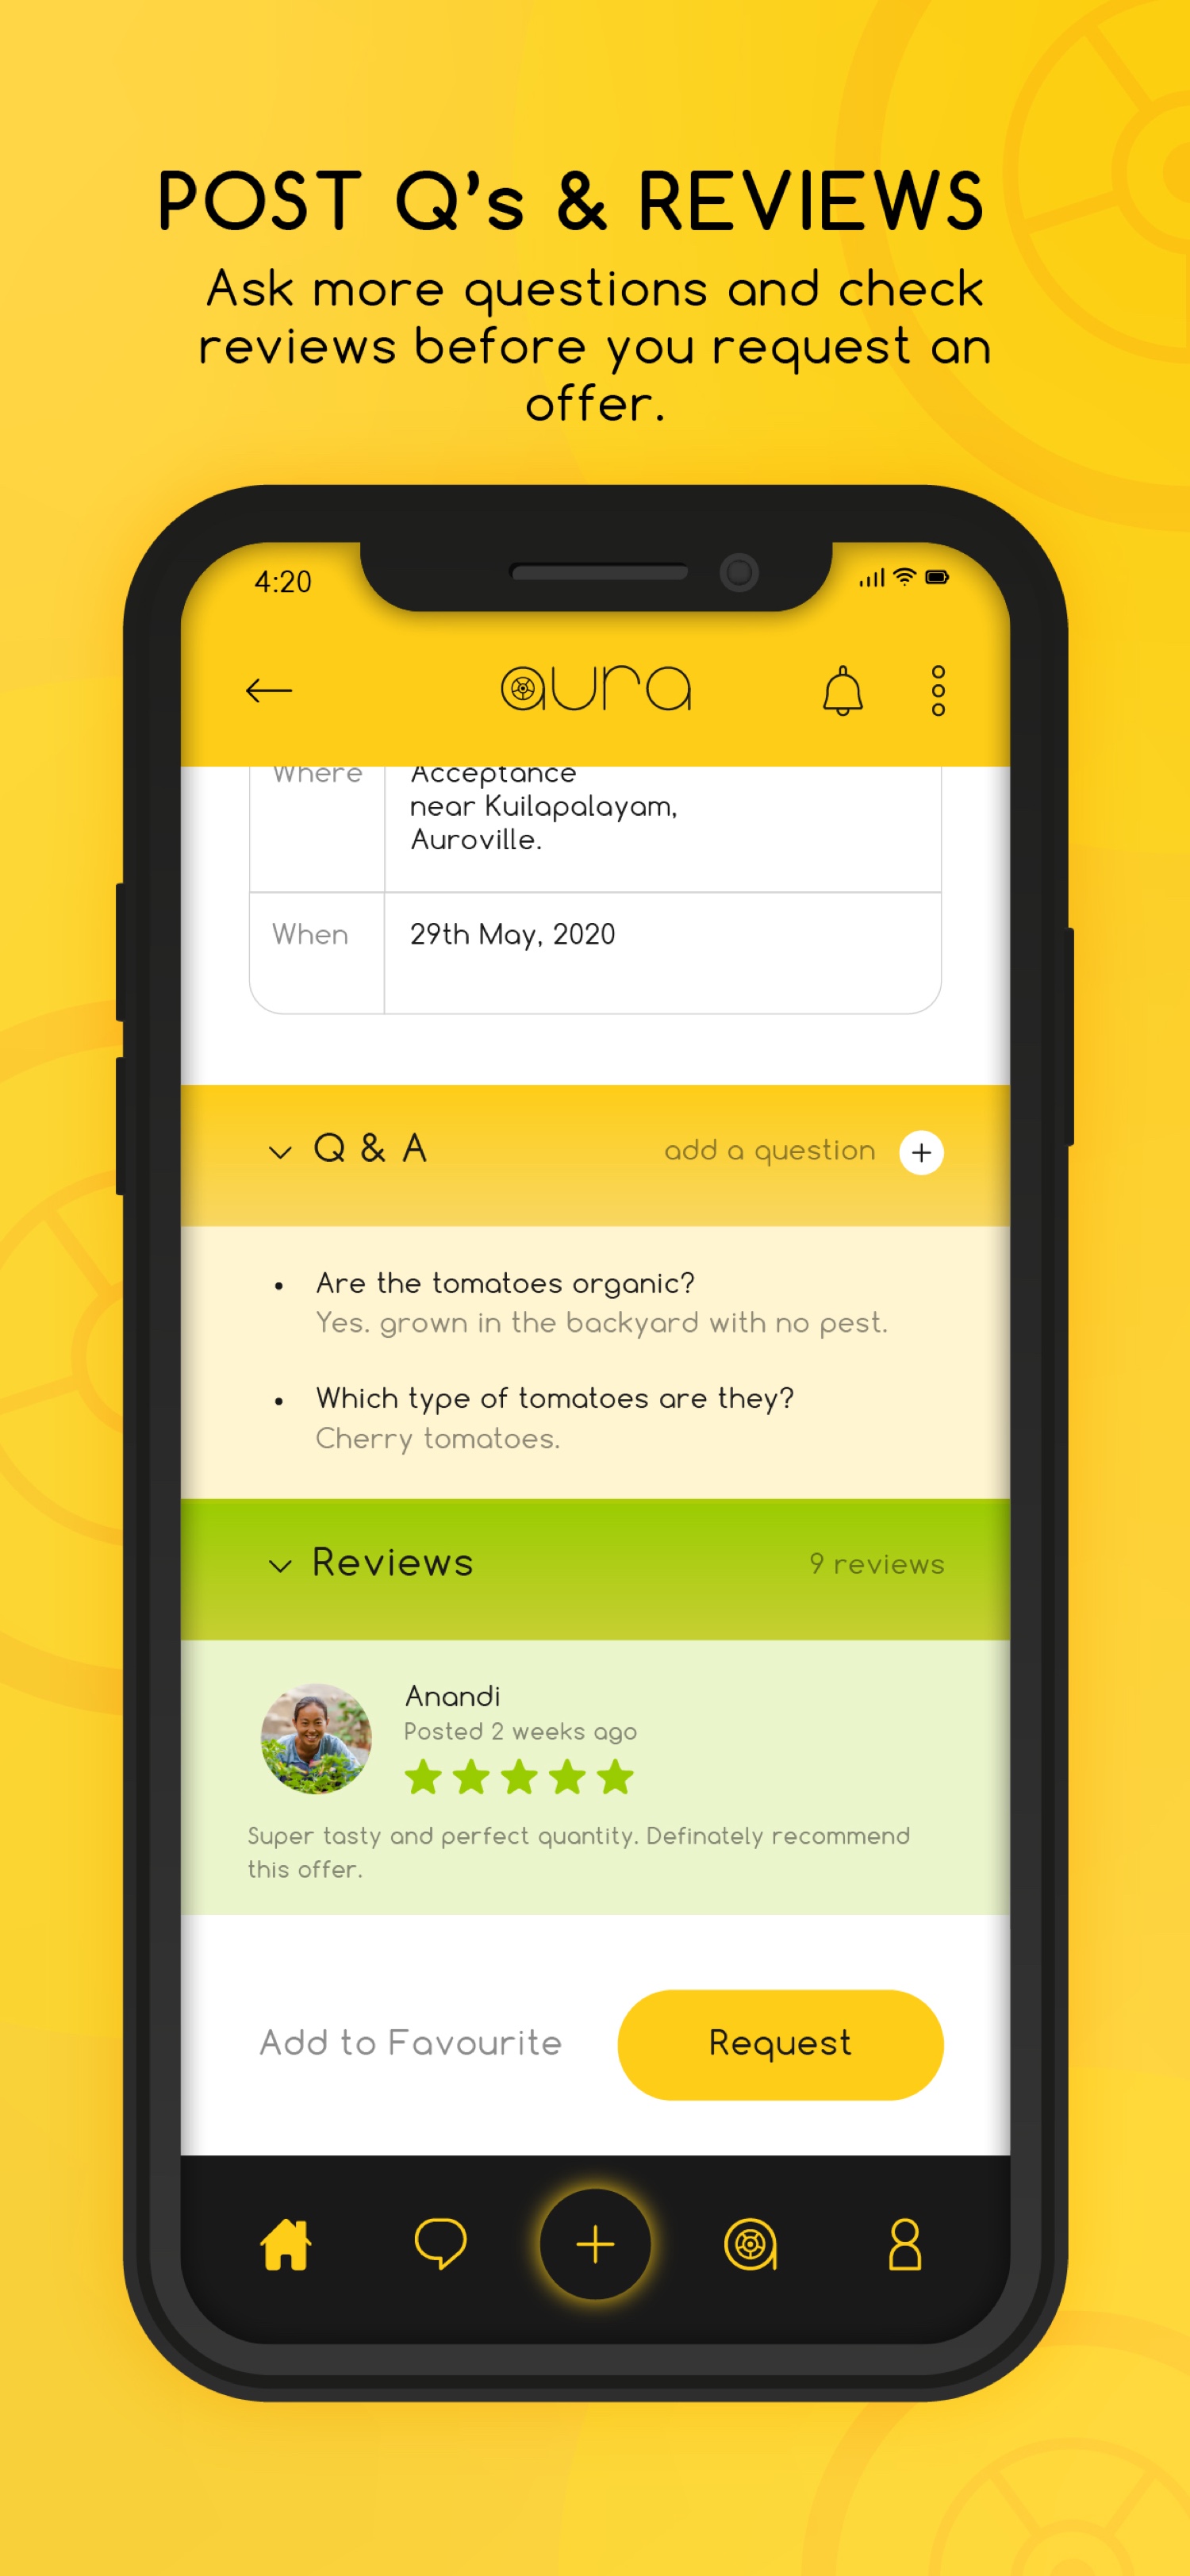 POST Q's & REVIEWS
Ask more questions and check
reviews before you request an
offer.
4:20
aura
Where
Acceptance
near Kuilapalayam,
Auroville.
When
29th May, 2020
Q & A
add a question
Are the tomatoes organic?
Yes. grown in the backyard with no pest.
Which type of tomatoes are they?
Cherry tomatoes.
Reviews
9 reviews
Anandi
Posted 2 weeks ago
Super tasty and perfect quantity. Definately recommend
this offer.
Add to Favourite
Request